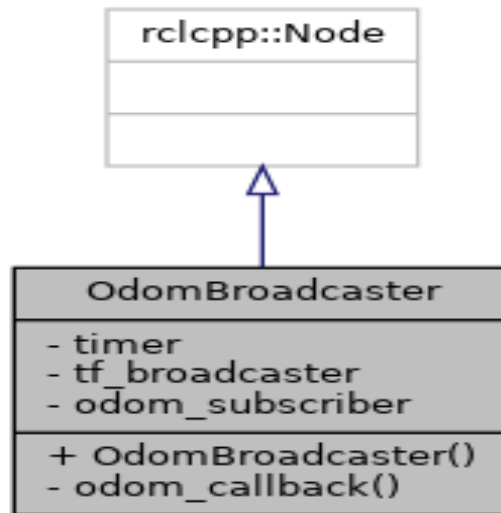 rclcpp::Node
OdomBroadcaster
- timer
- tf_broadcaster
- odom_subscriber
+ OdomBroadcaster()
- odom_callback()